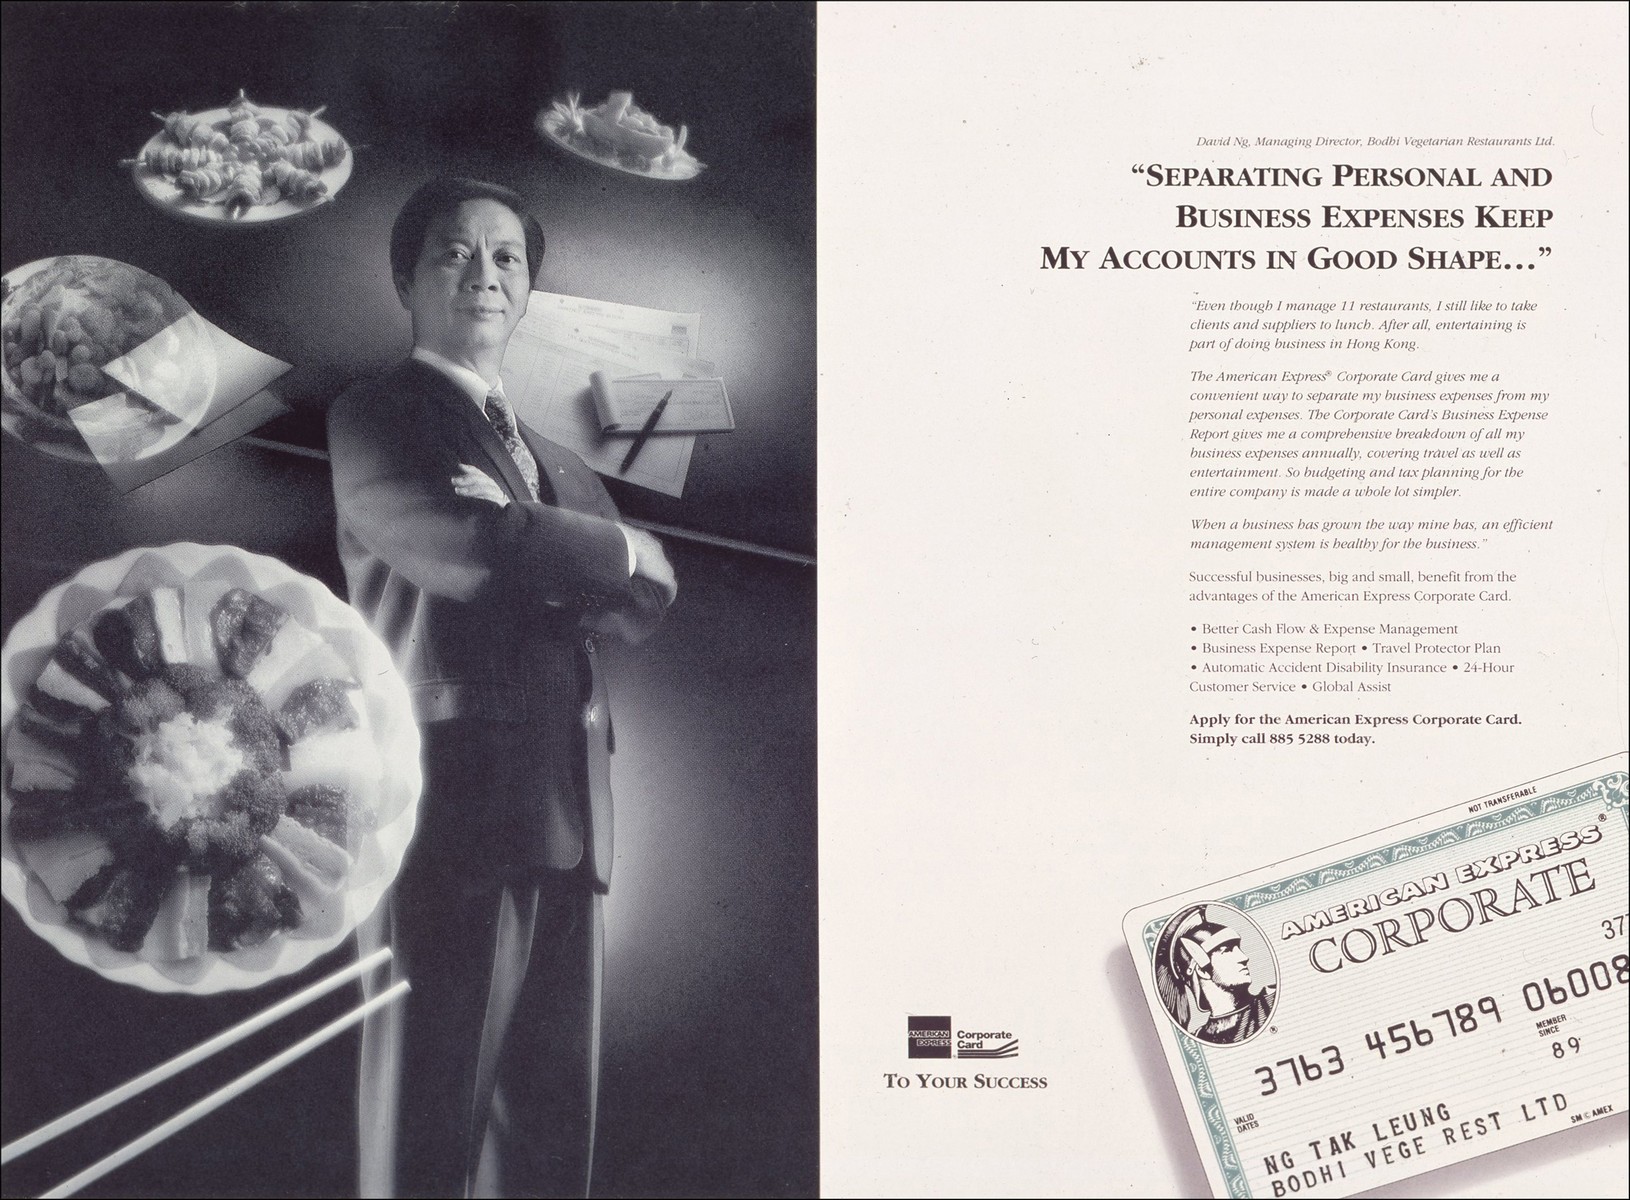 David Ng, Managing Director, Bodhi Vegetarian Restaurants Ltd.
“SEPARATING PERSONAL AND
BUSINESS EXPENSES KEEP
MY ACCOUNTS IN GOOD SHAPE...”
“Even though I manage 11 restaurants, I still like to take
clients and suppliers to lunch. After all, entertaining is
part of doing business in Hong Kong.
The American Express® Corporate Card gives me a
convenient way to separate my business expenses from my
personal expenses. The Corporate Card's Business Expense
Report gives me a comprehensive breakdown of all my
business expenses annually, covering travel as well as
entertainment. So budgeting and tax planning for the
entire company is made a whole lot simpler.
When a business has grown the way mine has, an efficient
management system is healthy for the business.”
Successful businesses, big and small, benefit from the
advantages of the American Express Corporate Card.
• Better Cash Flow & Expense Management
• Business Expense Report • Travel Protector Plan
• Automatic Accident Disability Insurance • 24-Hour
Customer Service • Global Assist
Apply for the American Express Corporate Card.
Simply call 885 5288 today.
NOT TRANSFERABLE
AMERICAN EXPRESS®
CORPORATE
37
3763 456789 06008
MEMBER
SINCE
89
VALID
DATES
NG TAK LEUNG
BODHI VEGE REST LTD
SM © AMEX
®
AMERICAN
EXPRESS
Corporate
Card
TO YOUR SUCCESS